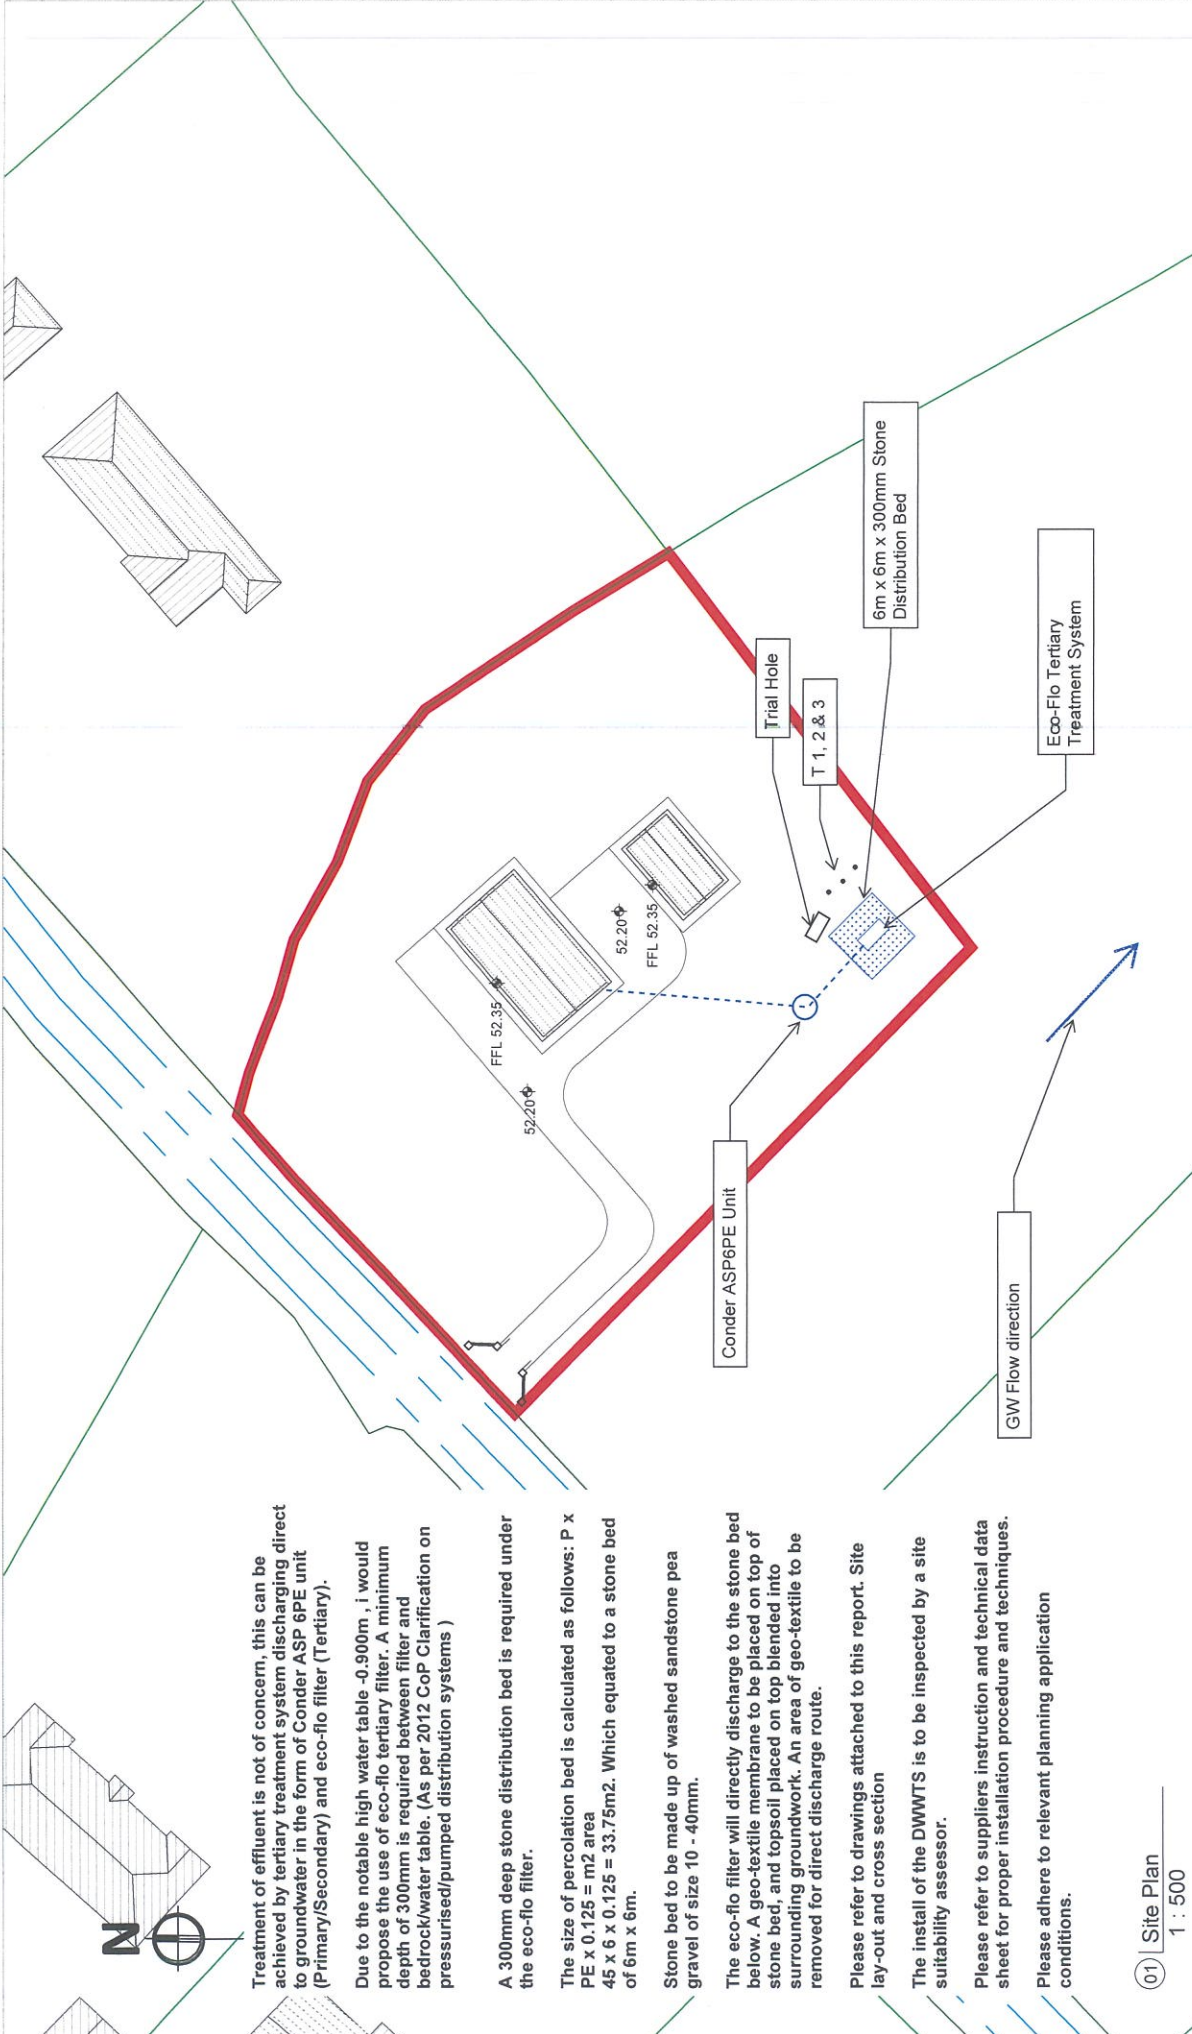 N
Treatment of effluent is not of concern, this can be
achieved by tertiary treatment system discharging direct
to groundwater in the form of Conder ASP 6PE unit
(Primary/Secondary) and eco-flo filter (Tertiary).
Due to the notable high water table -0.900m , i would
propose the use of eco-flo tertiary filter. A minimum
depth of 300mm is required between filter and
bedrock/water table. (As per 2012 CoP Clarification on
pressurised/pumped distribution systems )
A 300mm deep stone distribution bed is required under
the eco-flo filter.
The size of percolation bed is calculated as follows: P x
PE x 0.125 = m2 area
45 x 6 x 0.125 = 33.75m2. Which equated to a stone bed
of 6m x 6m.
Stone bed to be made up of washed sandstone pea
gravel of size 10 - 40mm.
The eco-flo filter will directly discharge to the stone bed
below. A geo-textile membrane to be placed on top of
stone bed, and topsoil placed on top blended into
surrounding groundwork. An area of geo-textile to be
removed for direct discharge route.
Please refer to drawings attached to this report. Site
lay-out and cross section
The install of the DWWTS is to be inspected by a site
suitability assessor.
Please refer to suppliers instruction and technical data
sheet for proper installation procedure and techniques.
Please adhere to relevant planning application
conditions.
01 Site Plan
1 : 500
FFL 52.35
52.20
52.20
FFL 52.35
Trial Hole
T 1, 2 & 3
6m x 6m x 300mm Stone
Distribution Bed
Eco-Flo Tertiary
Treatment System
Conder ASP6PE Unit
GW Flow direction